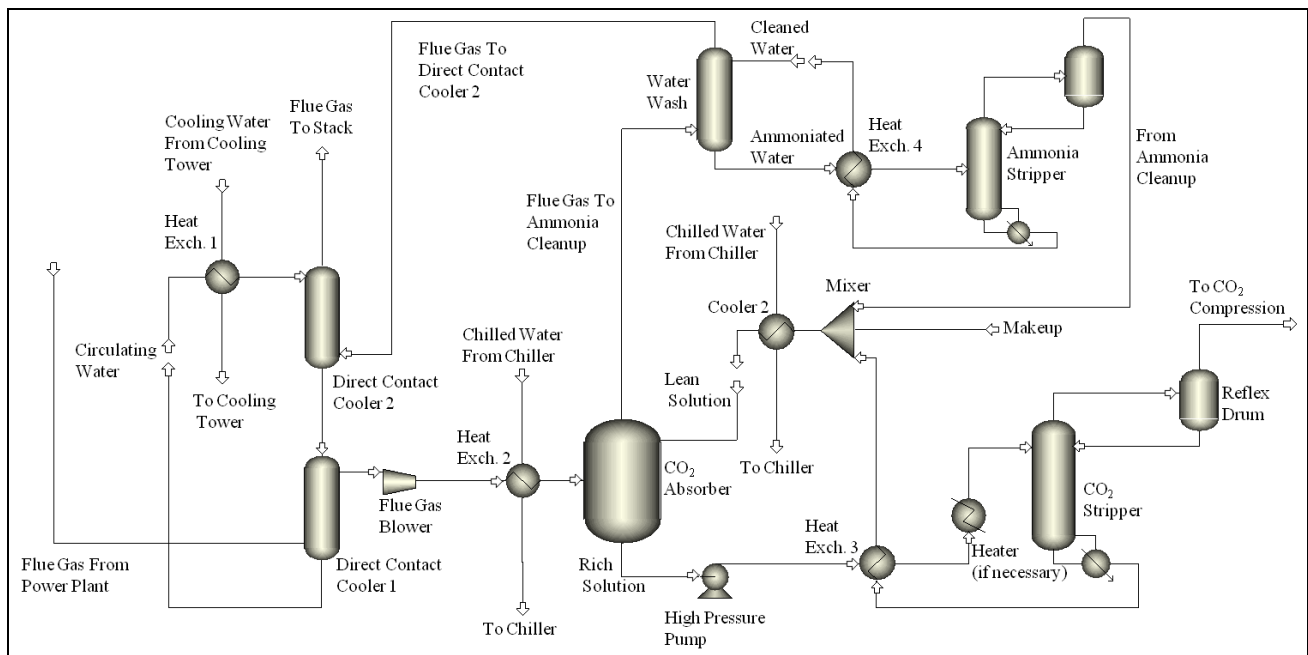 Flue Gas To
Direct Contact
Cooler 2
Cleaned
Water
Water
Wash
Flue Gas
To Stack
Cooling Water
From Cooling
Tower
Ammoniated
Water
Heat
Exch. 4
Ammonia
Stripper
From
Ammonia
Cleanup
Flue Gas To
Ammonia
Cleanup
Heat
Exch. 1
Chilled Water
From Chiller
Mixer
To CO2
Compression
Cooler 2
Makeup
Circulating
Water
Chilled Water
From Chiller
Direct Contact
Cooler 2
Lean
Solution
Reflex
Drum
To Cooling
Tower
Heat
Exch. 2
To Chiller
CO2
Absorber
CO2
Stripper
Flue Gas
Blower
Heat
Exch. 3
Heater
(if necessary)
Flue Gas From
Power Plant
Direct Contact
Cooler 1
Rich
Solution
To Chiller
High Pressure
Pump